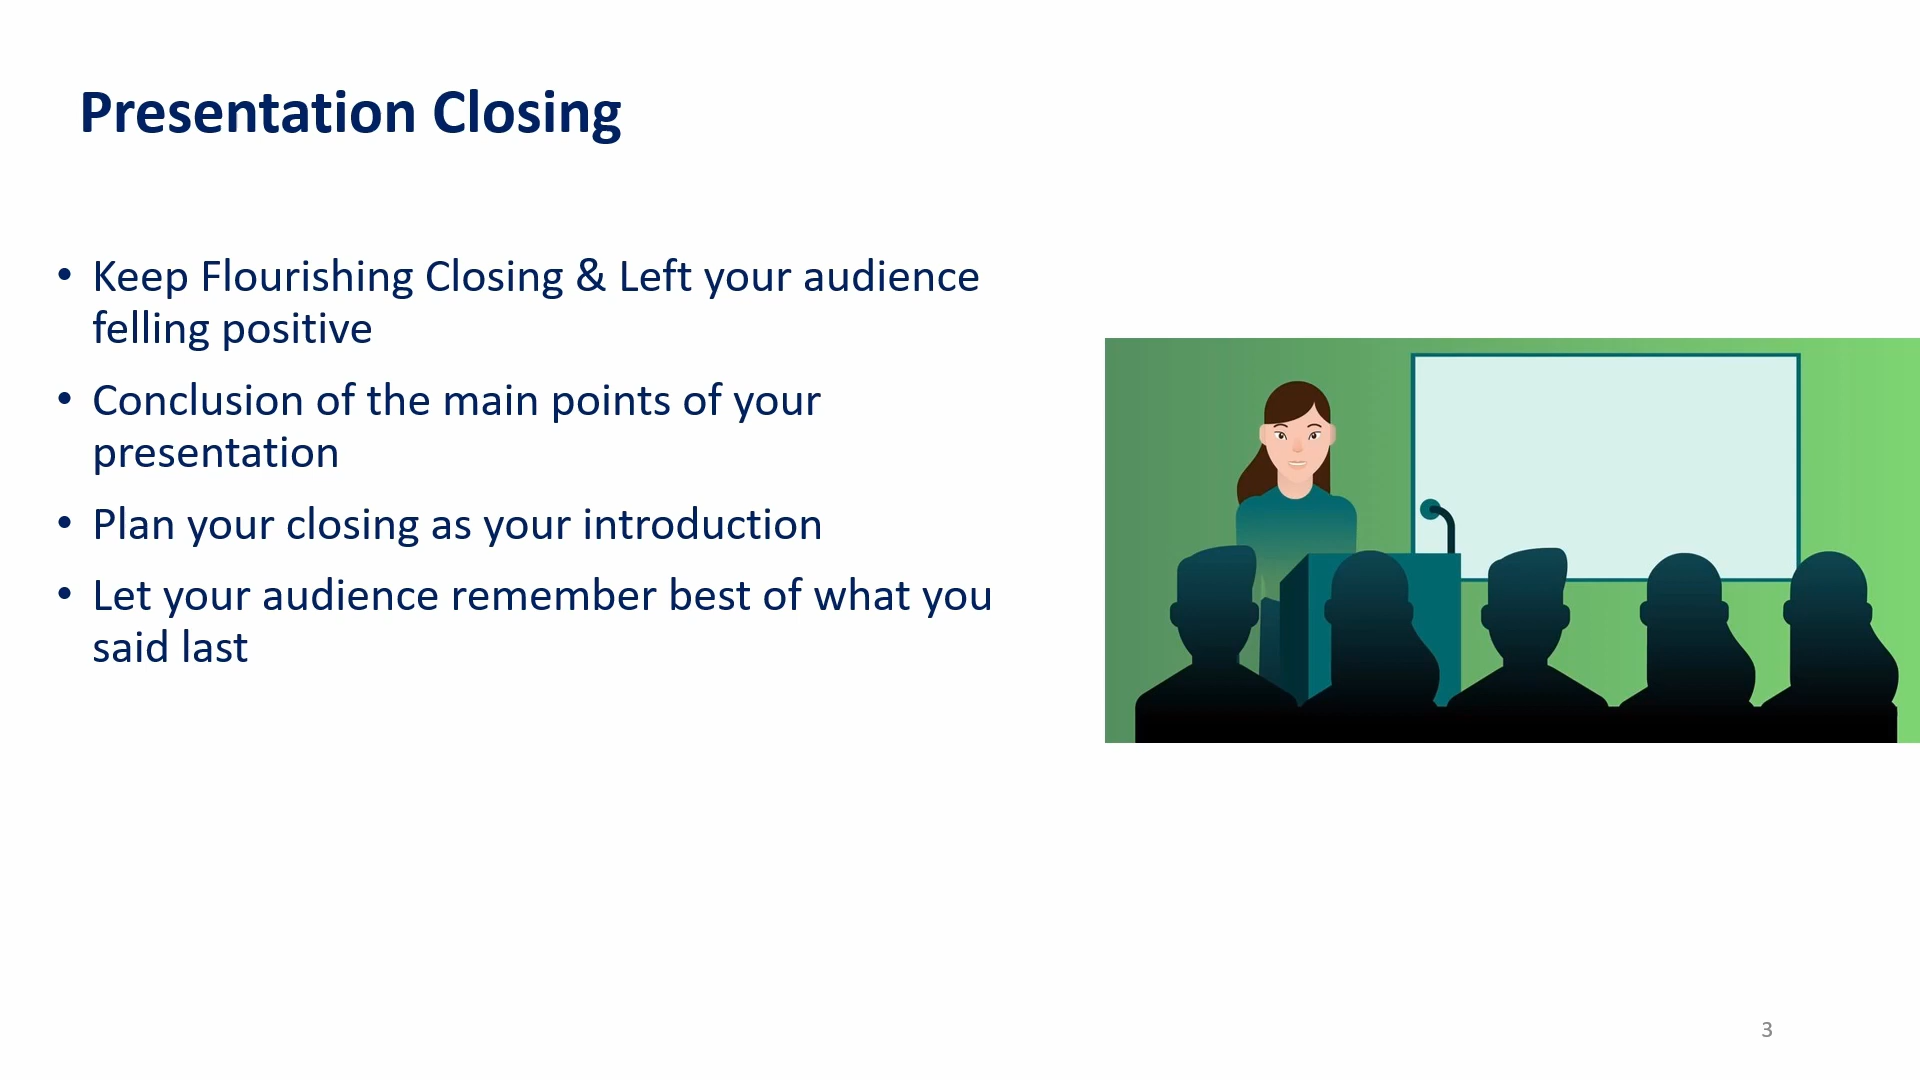 Presentation Closing
• Keep Flourishing Closing & Left your audience
felling positive
• Conclusion of the main points of your
presentation
• Plan your closing as your introduction
• Let your audience remember best of what you
said last
3